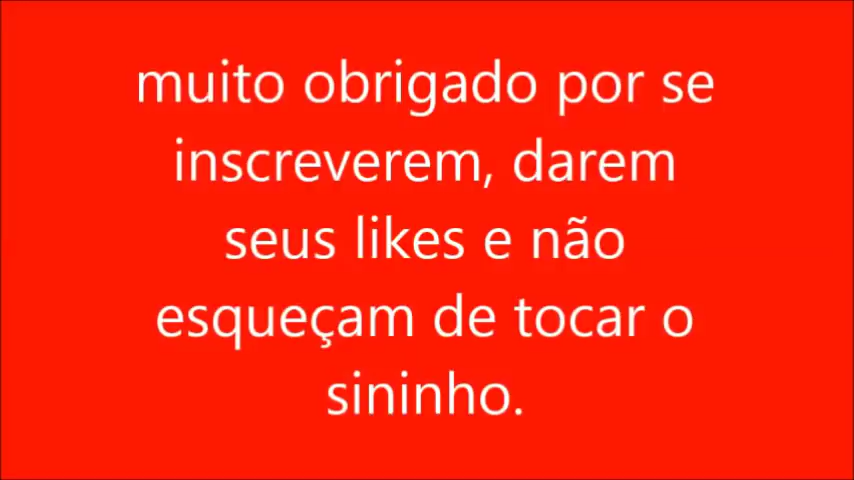 muito obrigado por se
inscreverem, darem
seus likes e não
esqueçam de tocar o
sininho.